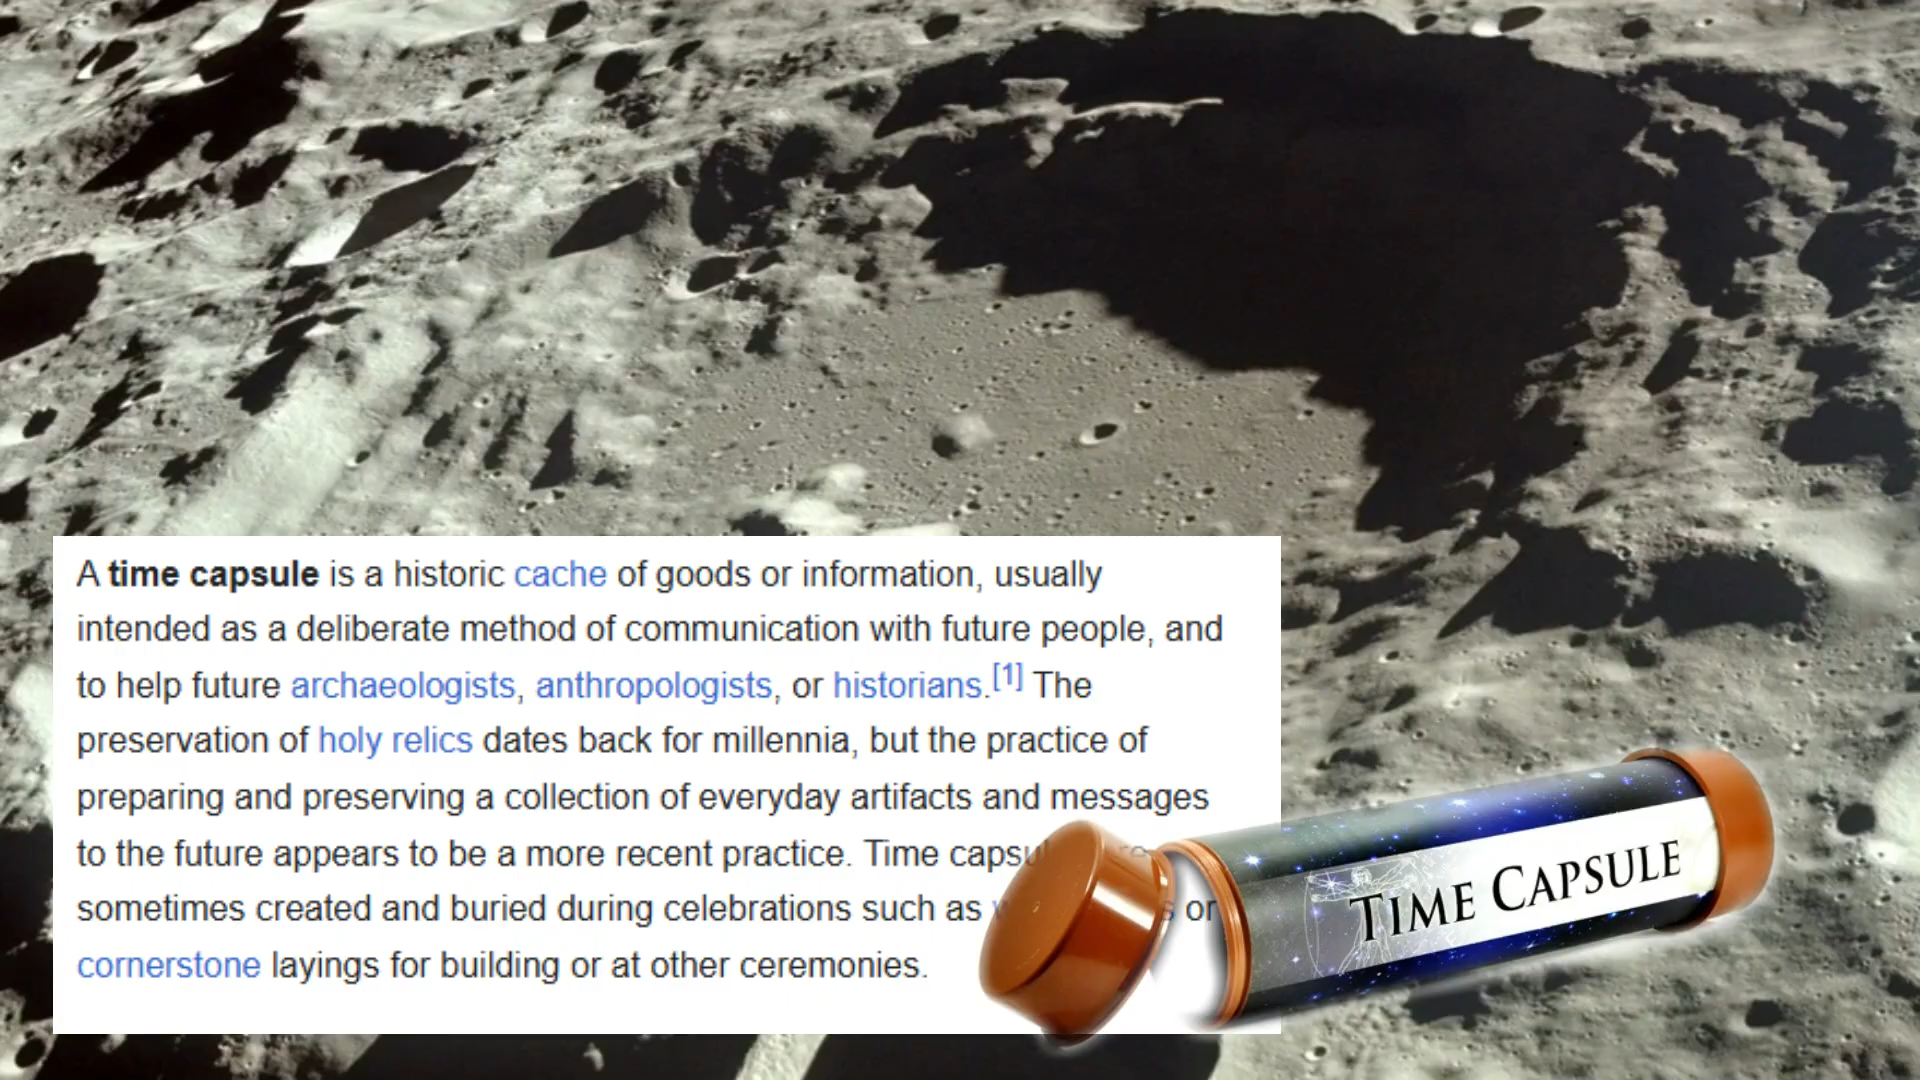 A time capsule is a historic cache of goods or information, usually
intended as a deliberate method of communication with future people, and
to help future archaeologists, anthropologists, or historians.[1] The
preservation of holy relics dates back for millennia, but the practice of
preparing and preserving a collection of everyday artifacts and messages
to the future appears to be a more recent practice. Time
sometimes created and buried during celebrations such as or
cornerstone layings for building or at other ceremonies.
TIME CAPSULE